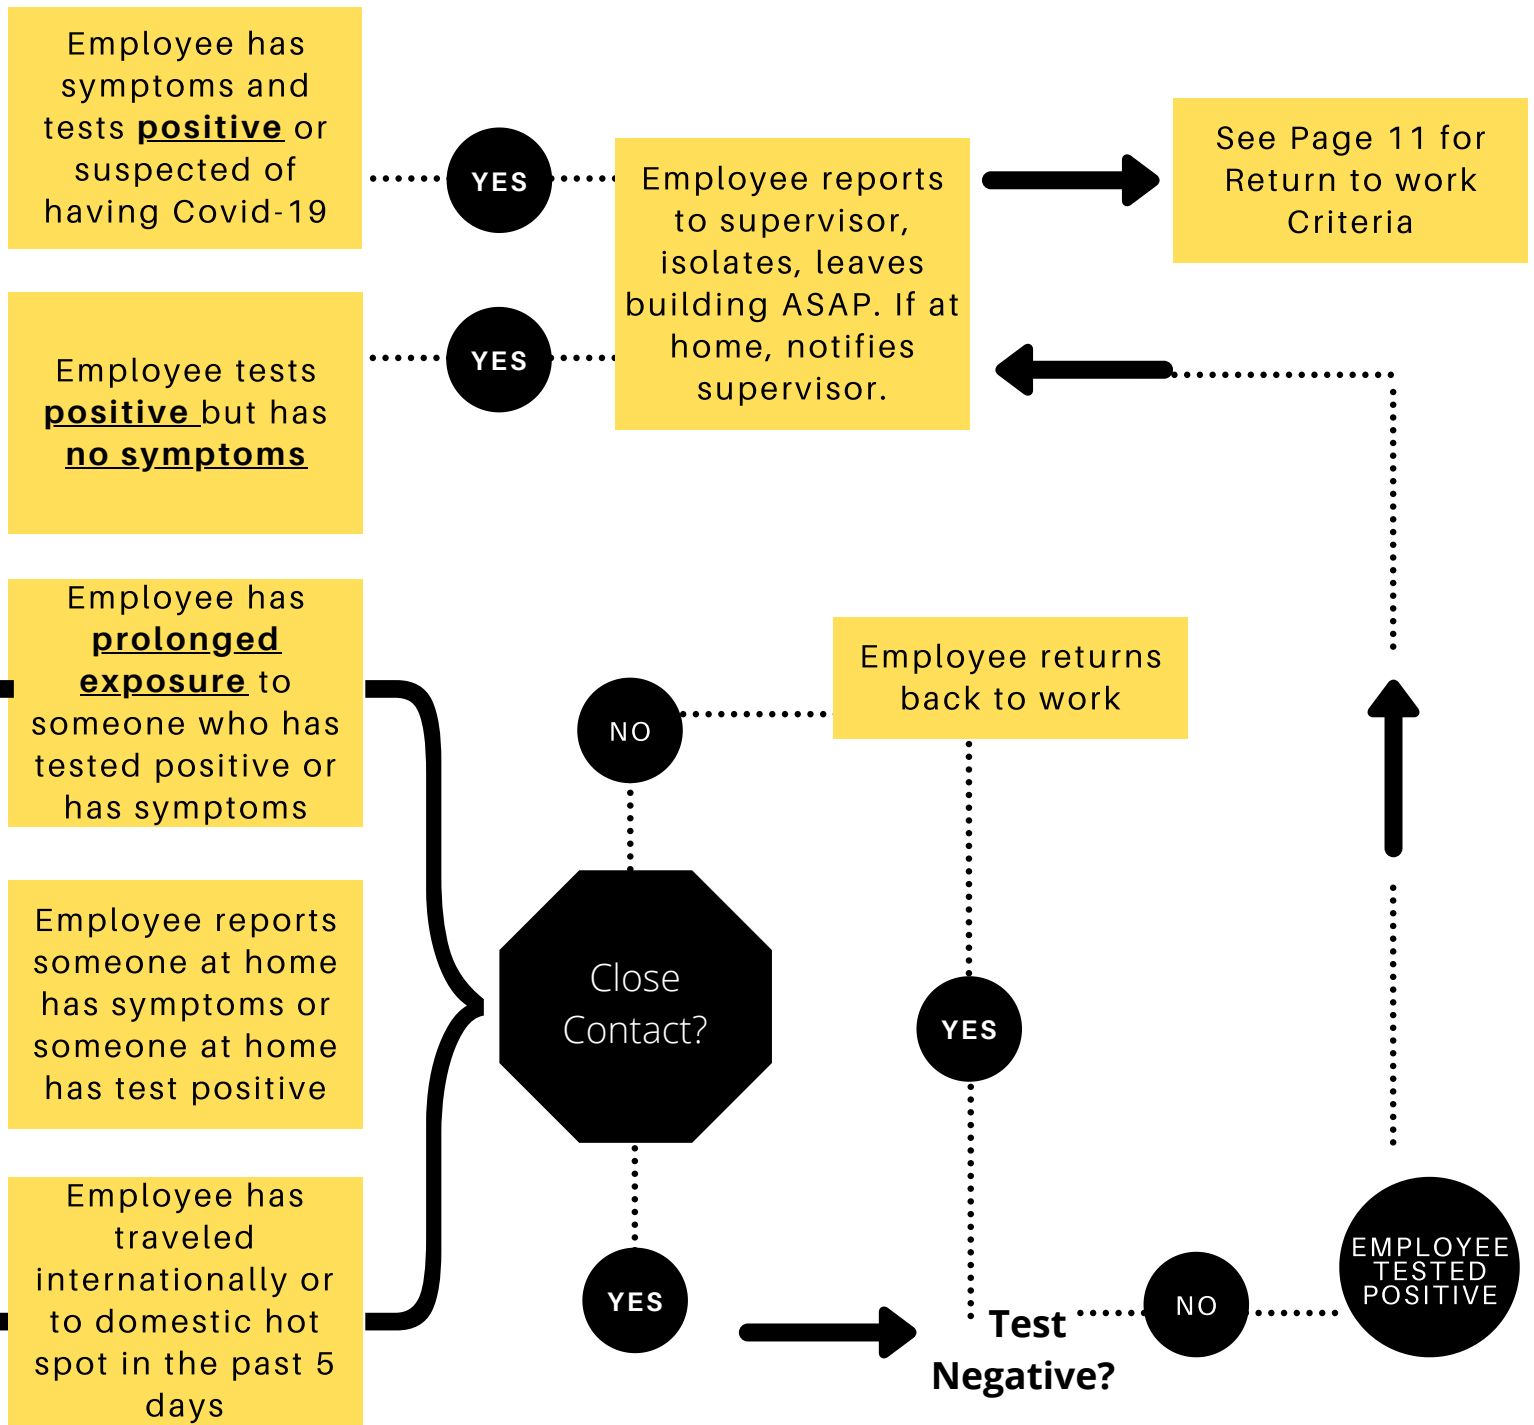 Employee has
symptoms and
tests positive or
suspected of
having Covid-19
YES
Employee reports
to supervisor,
isolates, leaves
building ASAP. If at
home, notifies
supervisor.
See Page 11 for
Return to work
Criteria
Employee tests
positive but has
no symptoms
YES
Employee has
prolonged
exposure to
someone who has
tested positive or
has symptoms
NO
Employee returns
back to work
Employee reports
someone at home
has symptoms or
someone at home
has test positive
Close
Contact?
YES
Employee has
traveled
internationally or
to domestic hot
spot in the past 5
days
YES
Test
Negative?
NO
EMPLOYEE
TESTED
POSITIVE